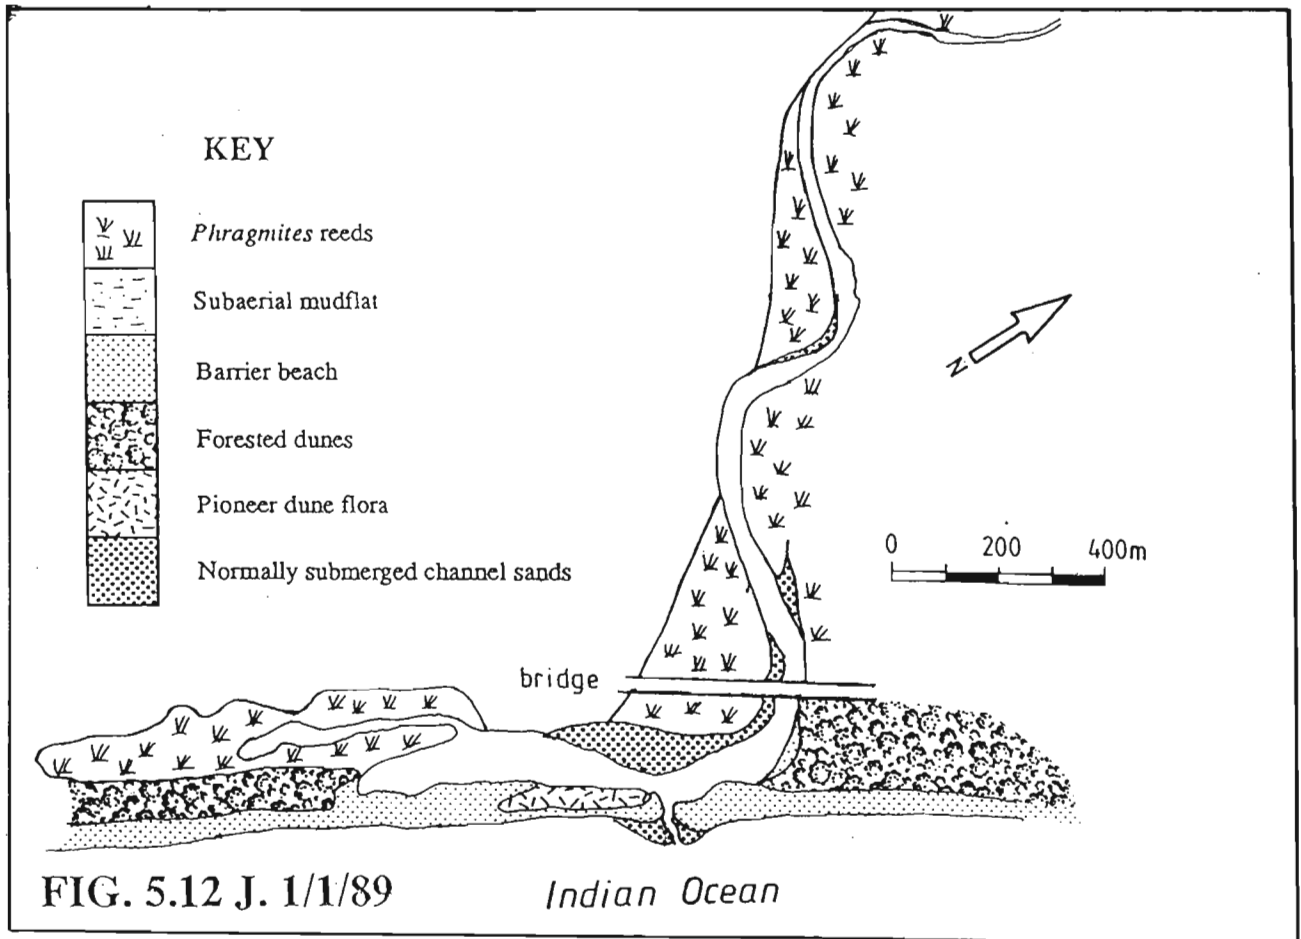 KEY
Phragmites reeds
Subaerial mudflat
Barrier beach
Forested dunes
Pioneer dune flora
Normally submerged channel sands
N
0 200 400m
bridge
FIG. 5.12 J. 1/1/89
Indian Ocean